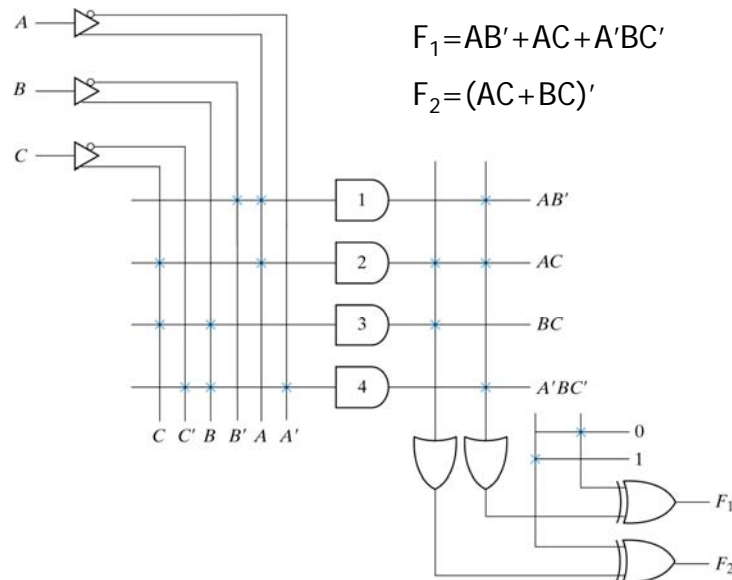 A
F₁=AB′+AC+A′BC′
B
F₂=(AC+BC)′
C
1
AB′
2
AC
3
BC
4
A′BC′
C C′ B B′ A A′
0
1
F₁
F₂